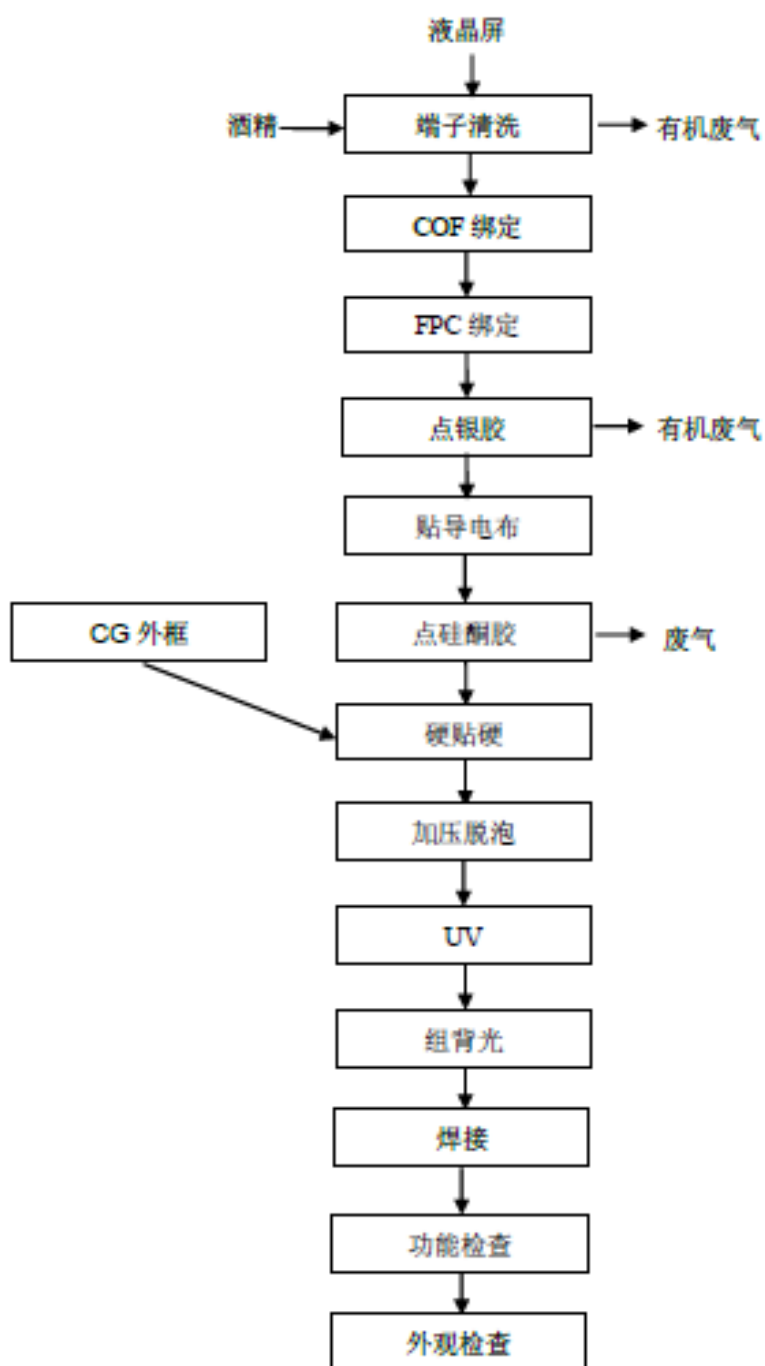 液晶屏
酒精
端子清洗
有机废气
COF 绑定
FPC 绑定
点银胶
有机废气
贴导电布
CG 外框
点硅酮胶
废气
硬贴硬
加压脱泡
UV
组背光
焊接
功能检查
外观检查